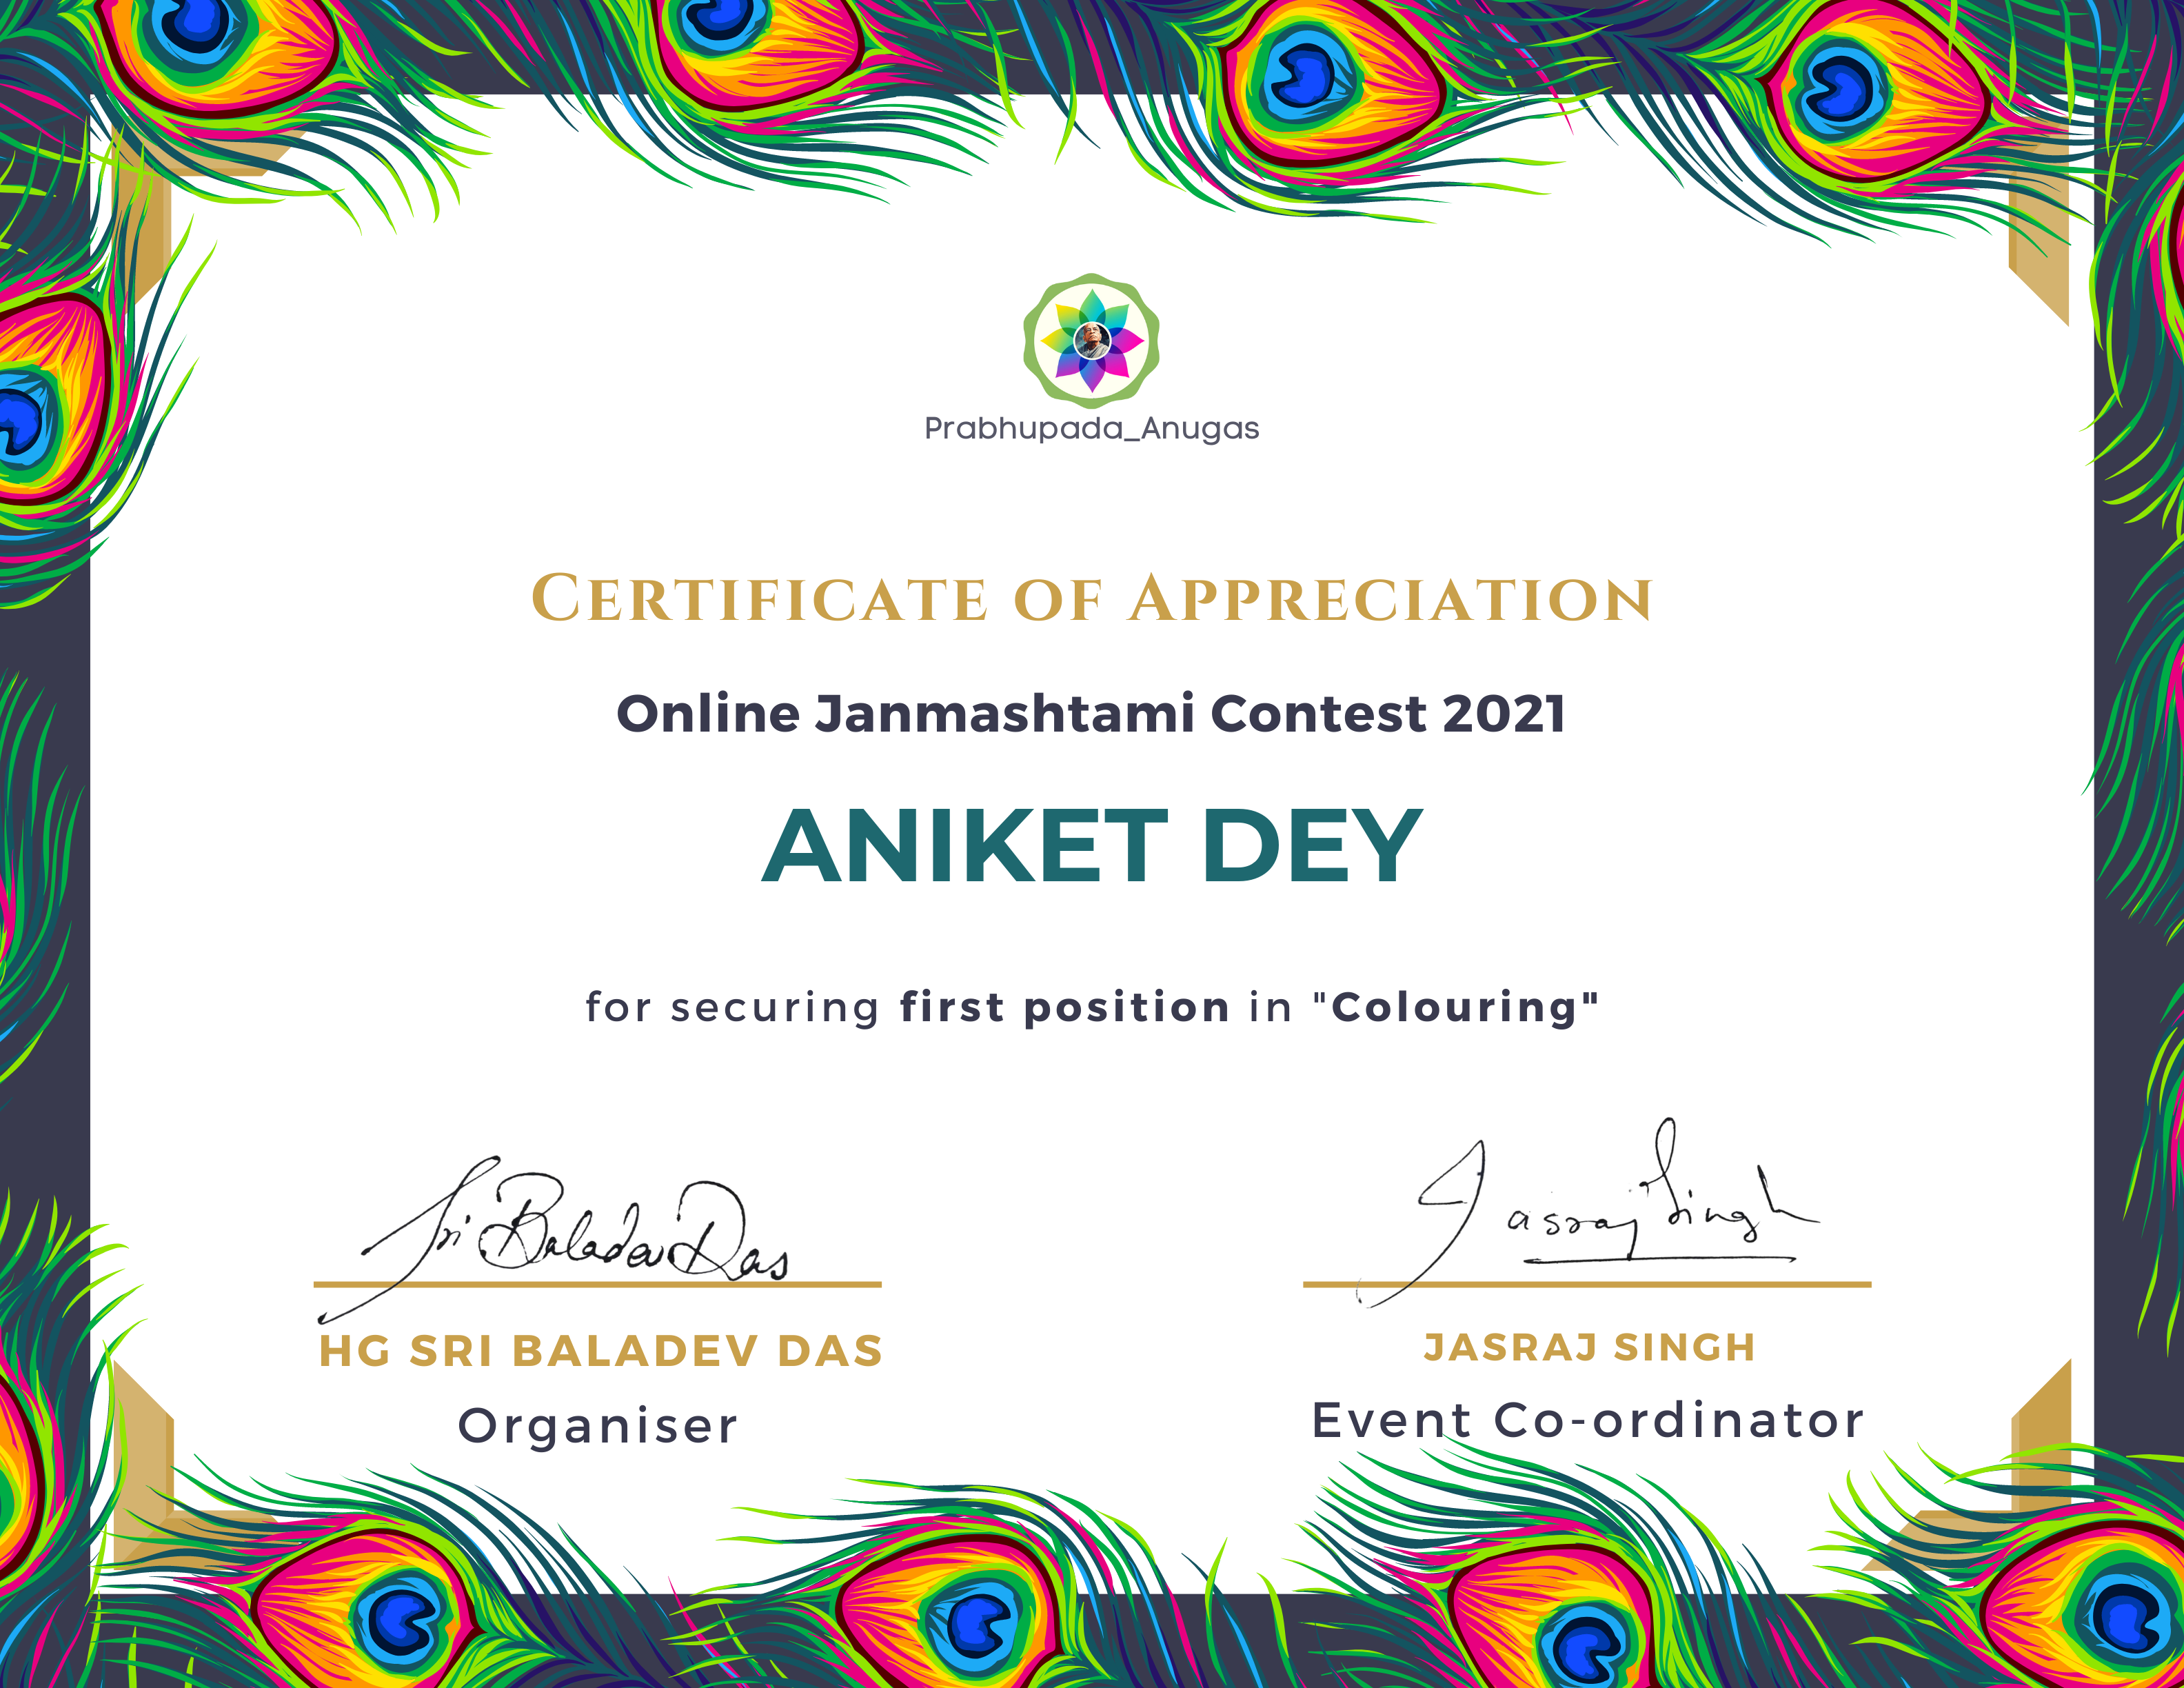 Prabhupada_Anugas
Certificate of Appreciation
Online Janmashtami Contest 2021
ANIKET DEY
for securing first position in "Colouring"
Sri Baladev Das
Jasraj Singh
HG SRI BALADEV DAS
JASRAJ SINGH
Organiser
Event Co-ordinator